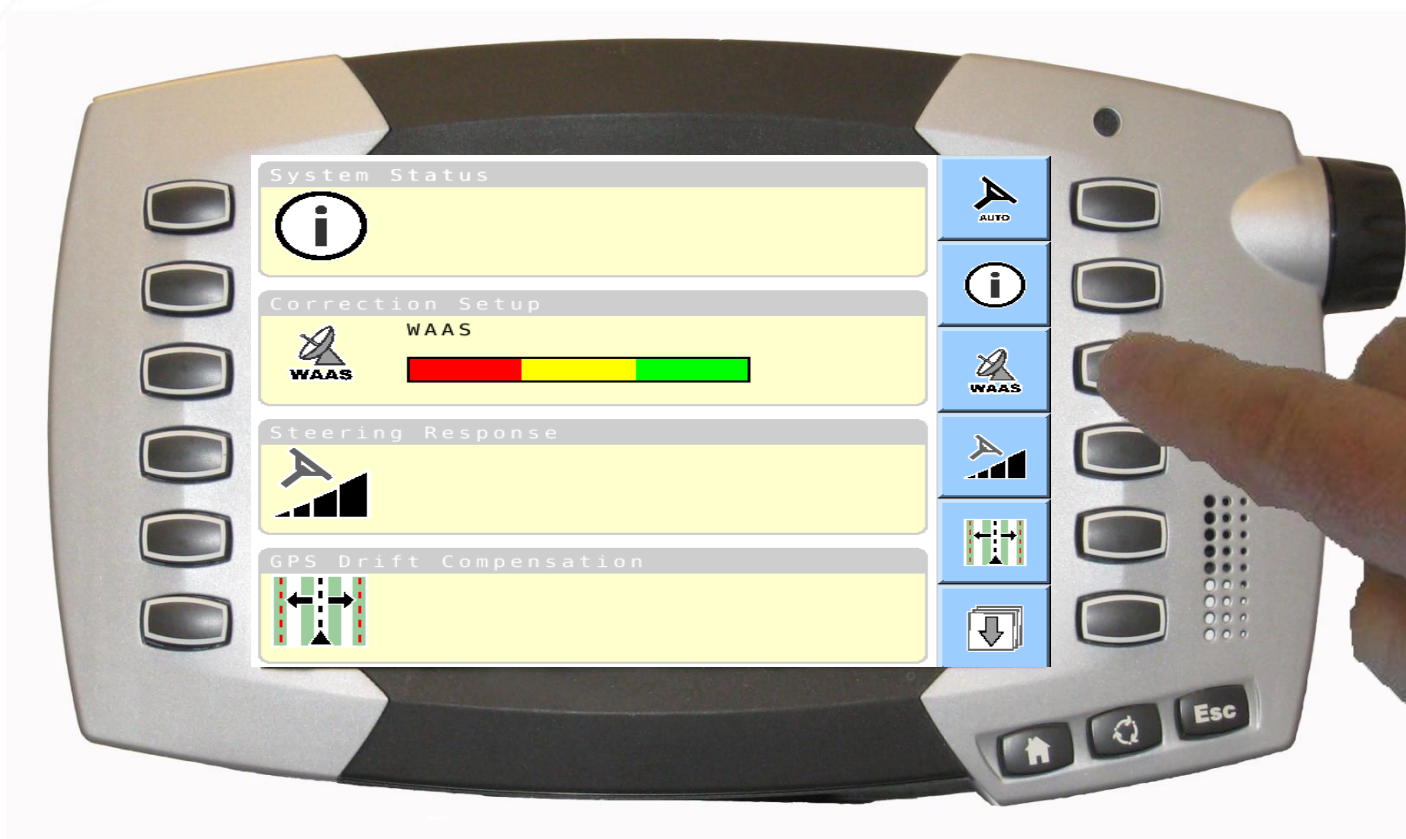 System Status
i
Correction Setup
WAAS
WAAS
Steering Response
GPS Drift Compensation
AUTO
i
WAAS
Esc